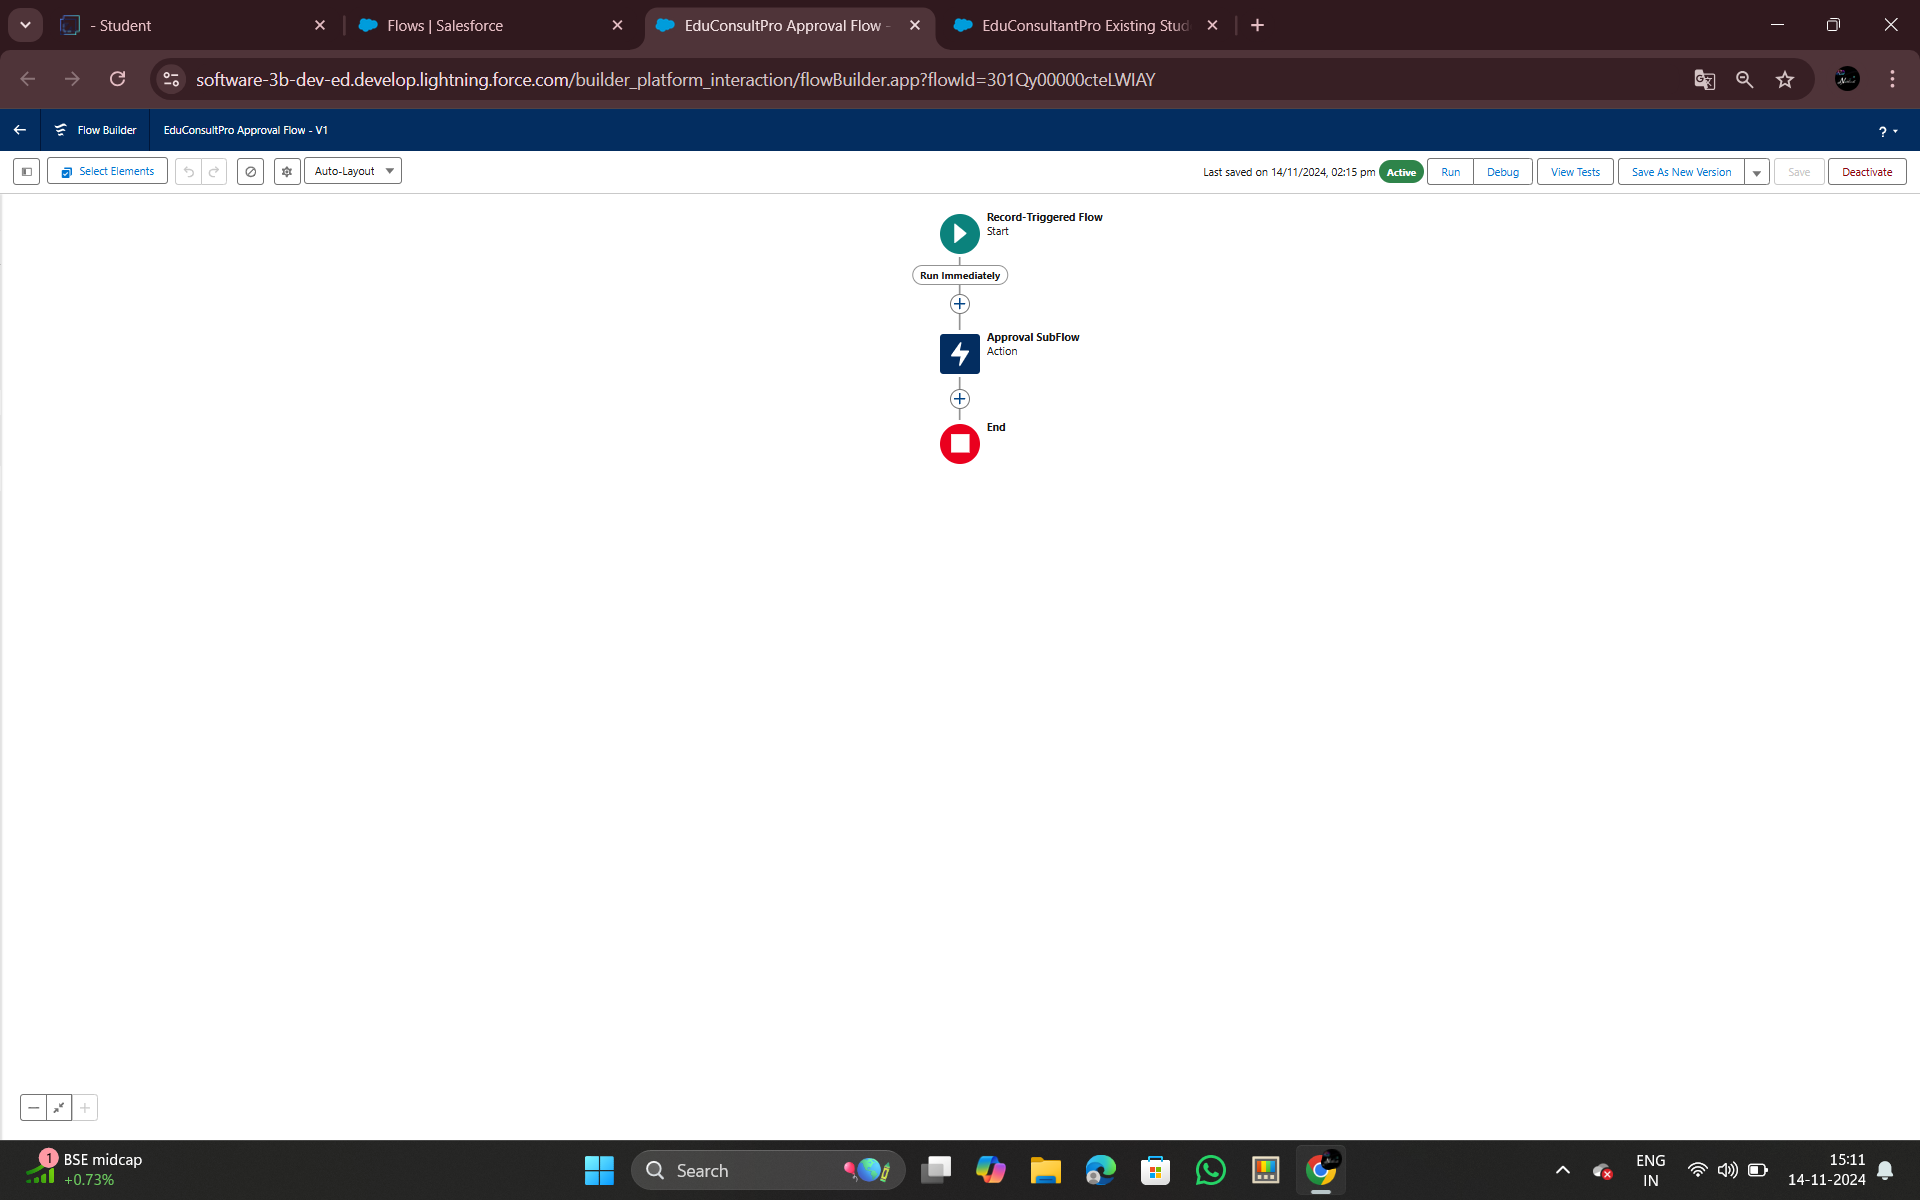 - Student
Flows | Salesforce
EduConsultPro Approval Flow -
EduConsultantPro Existing Stud
software-3b-dev-ed.develop.lightning.force.com/builder_platform_interaction/flowBuilder.app?flowId=301Qy00000cteLWIAY
Flow Builder
EduConsultPro Approval Flow - V1
?
Select Elements
Auto-Layout
Last saved on 14/11/2024, 02:15 pm
Active
Run
Debug
View Tests
Save As New Version
Save
Deactivate
Record-Triggered Flow
Start
Run Immediately
Approval SubFlow
Action
End
1
BSE midcap
+0.73%
Search
ENG
IN
15:11
14-11-2024